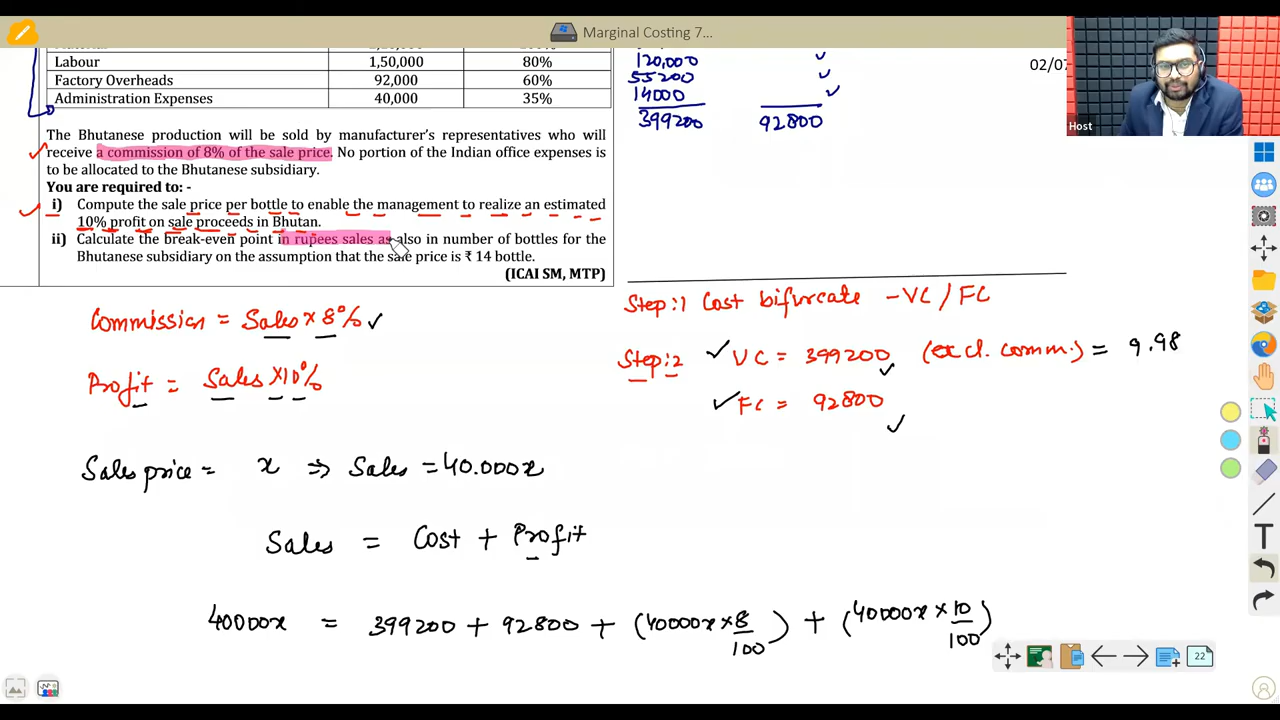 Marginal Costing 7...
Labour 1,50,000 80%
Factory Overheads 92,000 60%
Administration Expenses 40,000 35%
The Bhutanese production will be sold by manufacturer's representatives who will
receive a commission of 8% of the sale price. No portion of the Indian office expenses is
to be allocated to the Bhutanese subsidiary.
You are required to: -
i) Compute the sale price per bottle to enable the management to realize an estimated
10% profit on sale proceeds in Bhutan.
ii) Calculate the break-even point in rupees sales as also in number of bottles for the
Bhutanese subsidiary on the assumption that the sale price is ₹ 14 bottle.
(ICAI SM, MTP)
120,000
55200
14000
399200 92800
02/0
Host
Commission = Sales × 8%
Profit = Sales × 10%
Step:1 Cost bifurcate - VC / FC
Step:2 VC = 399200 (excl. comm.) = 9.98
FC = 92800
Sales price = x ⇒ Sales = 40.000x
Sales = Cost + Profit
40000x = 399200 + 92800 + (40000x × 8/100) + (40000x × 10/100)
22